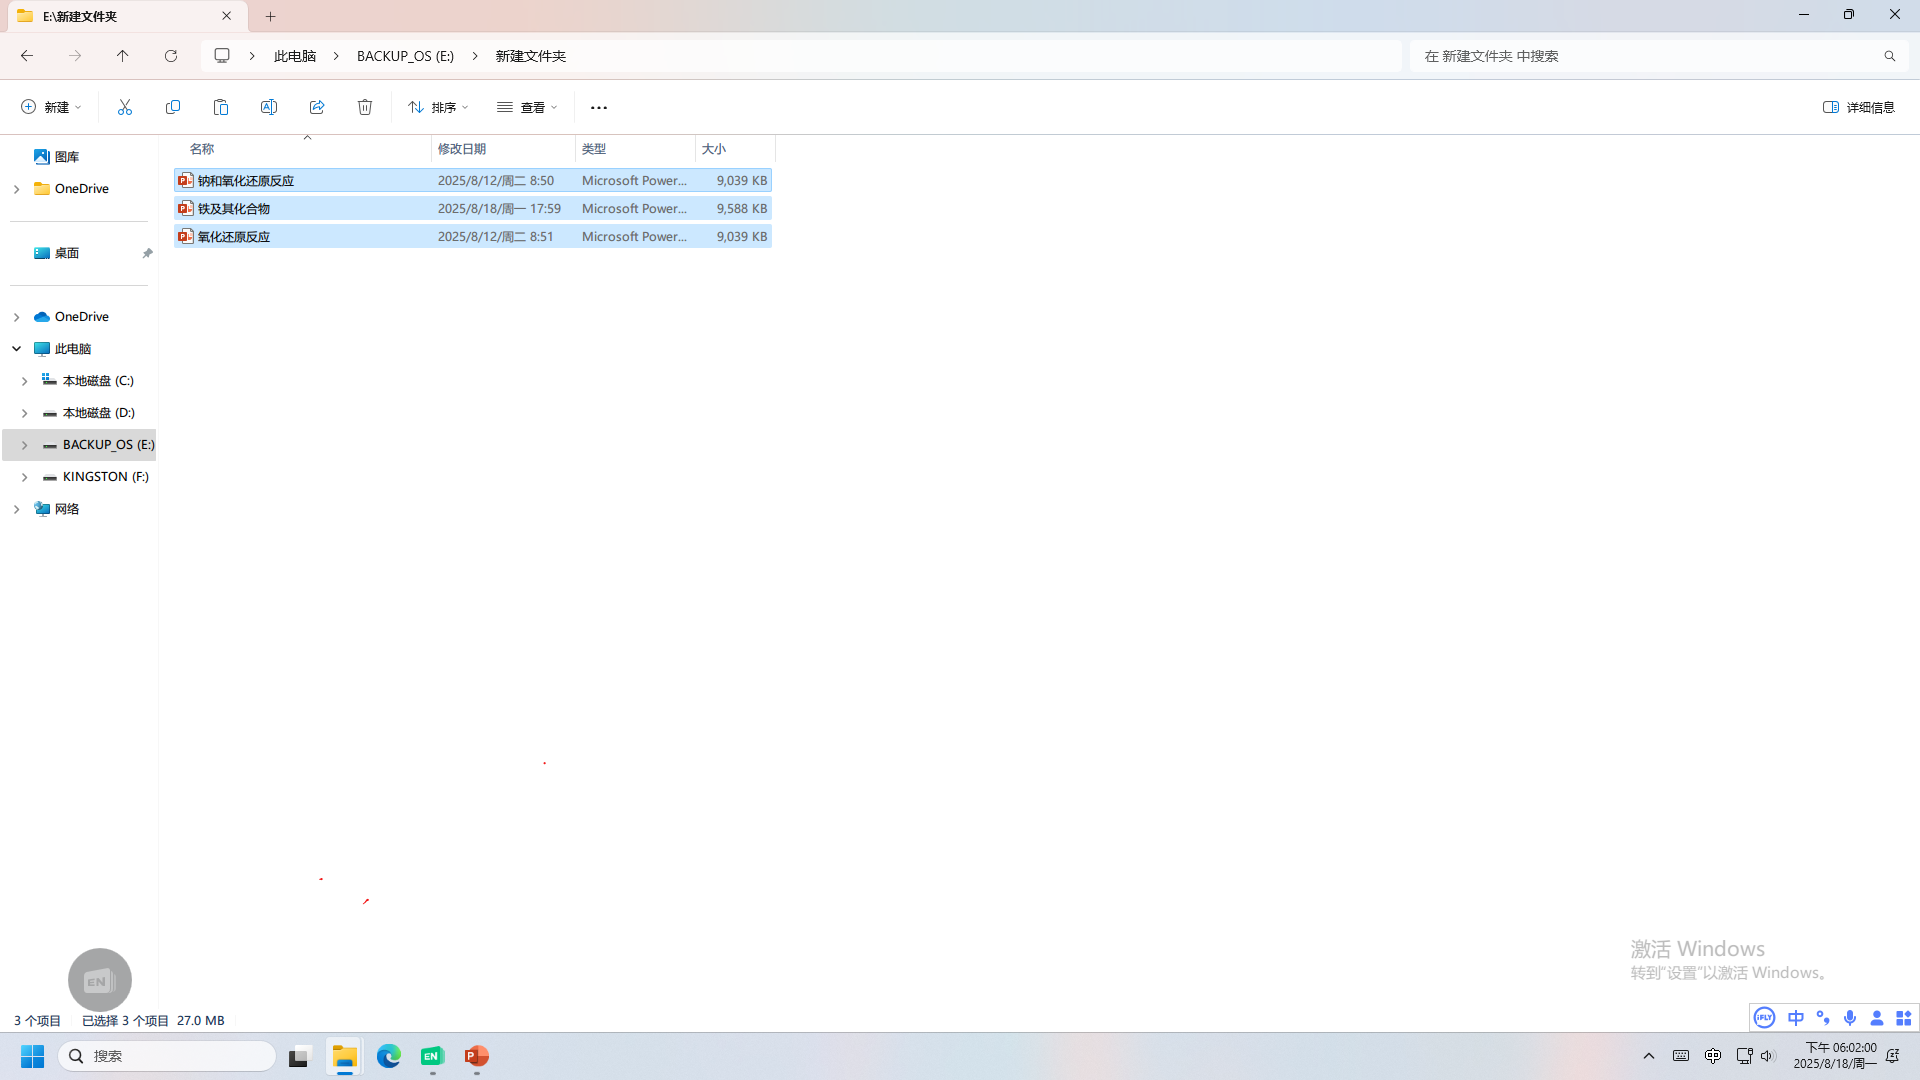 E:\新建文件夹
此电脑 BACKUP_OS (E:) 新建文件夹
在 新建文件夹 中搜索
新建 排序 查看 详细信息
名称 修改日期 类型 大小
钠和氧化还原反应 2025/8/12/周二 8:50 Microsoft Power... 9,039 KB
铁及其化合物 2025/8/18/周一 17:59 Microsoft Power... 9,588 KB
氧化还原反应 2025/8/12/周二 8:51 Microsoft Power... 9,039 KB
图库
OneDrive
桌面
OneDrive
此电脑
本地磁盘 (C:)
本地磁盘 (D:)
BACKUP_OS (E:)
KINGSTON (F:)
网络
EN
激活 Windows
转到"设置"以激活 Windows。
3 个项目 已选择 3 个项目 27.0 MB
iFLY 中
搜索
EN
P
中
下午 06:02:00
2025/8/18/周一